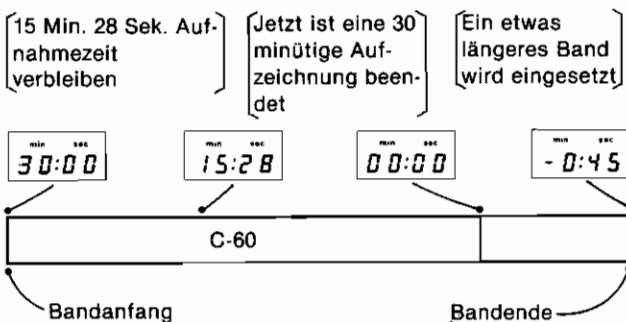 15 Min. 28 Sek. Auf-
nahmezeit
verbleiben
Jetzt ist eine 30
minütige Auf-
zeichnung been-
det
Ein etwas
längeres Band
wird eingesetzt
min sec
30:00
min sec
15:28
min sec
00:00
min sec
-0:45
C-60
Bandanfang
Bandende